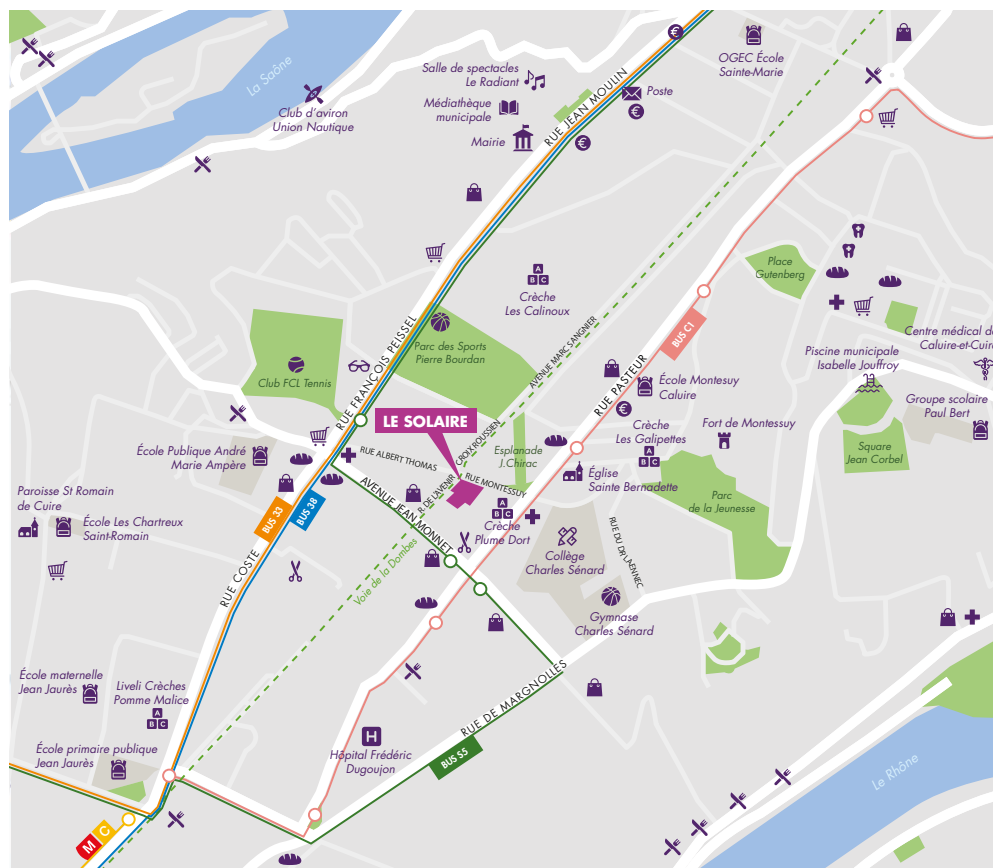 La Saône
Club d'aviron
Union Nautique
Salle de spectacles
Le Radiant
Médiathèque
municipale
Mairie
RUE JEAN MOULIN
Poste
€
€
€
OGEC École
Sainte-Marie
Place
Gutenberg
A
B C
Crèche
Les Calinoux
Parc des Sports
Pierre Bourdan
Club FCL Tennis
RUE FRANÇOIS PEISSEL
AVENUE MARC SANGNIER
RUE PASTEUR
BUS C1
Piscine municipale
Isabelle Jouffroy
Centre médical de
Caluire-et-Cuire
Groupe scolaire
Paul Bert
École Montesuy
Caluire
€
Crèche
Les Galipettes
A
B C
Fort de Montessuy
Square
Jean Corbel
LE SOLAIRE
RUE ALBERT THOMAS
R. DE L'AVENIR
CROIX ROUSSIEN
RUE MONTESSUY
Esplanade
J.Chirac
Église
Sainte Bernadette
Parc
de la Jeunesse
École Publique André
Marie Ampère
Paroisse St Romain
de Cuire
École Les Chartreux
Saint-Romain
BUS 33
BUS 38
AVENUE JEAN MONNET
A
B C
Crèche
Plume Dort
Collège
Charles Sénard
RUE DU DR LAENNEC
Gymnase
Charles Sénard
RUE COSTE
Voie de la Dombes
École maternelle
Jean Jaurès
Liveli Crèches
Pomme Malice
A
B C
École primaire publique
Jean Jaurès
H
Hôpital Frédéric
Dugoujon
RUE DE MARGNOLLES
BUS S5
Le Rhône
M C